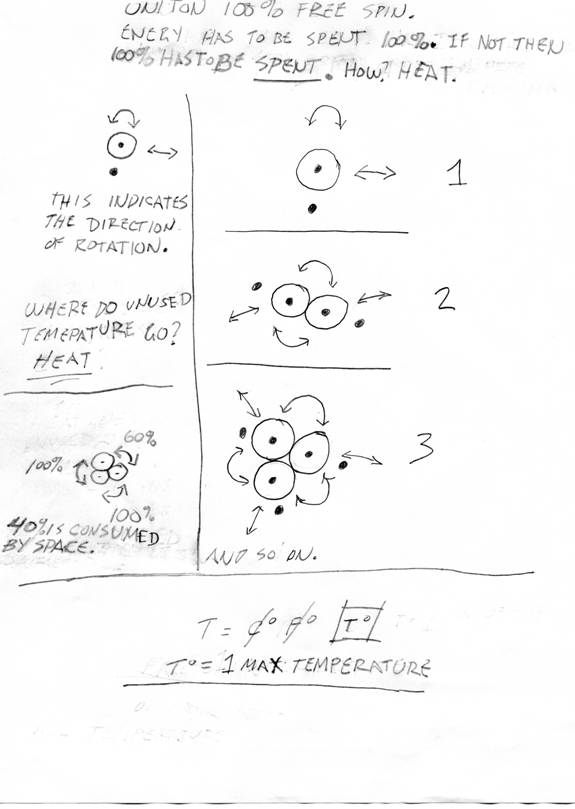 UNITON 100% FREE SPIN.
ENERY HAS TO BE SPENT 100%. IF NOT THEN
100% HAS TO BE SPENT. HOW? HEAT.
THIS INDICATES
THE DIRECTION
OF ROTATION.
WHERE DO UNUSED
TEMEPATURE GO?
HEAT.
60%
100%
100%
40% IS CONSUMED
BY SPACE.
1
2
3
AND SO ON.
T = C° F° T°
T° = 1 MAX TEMPERATURE